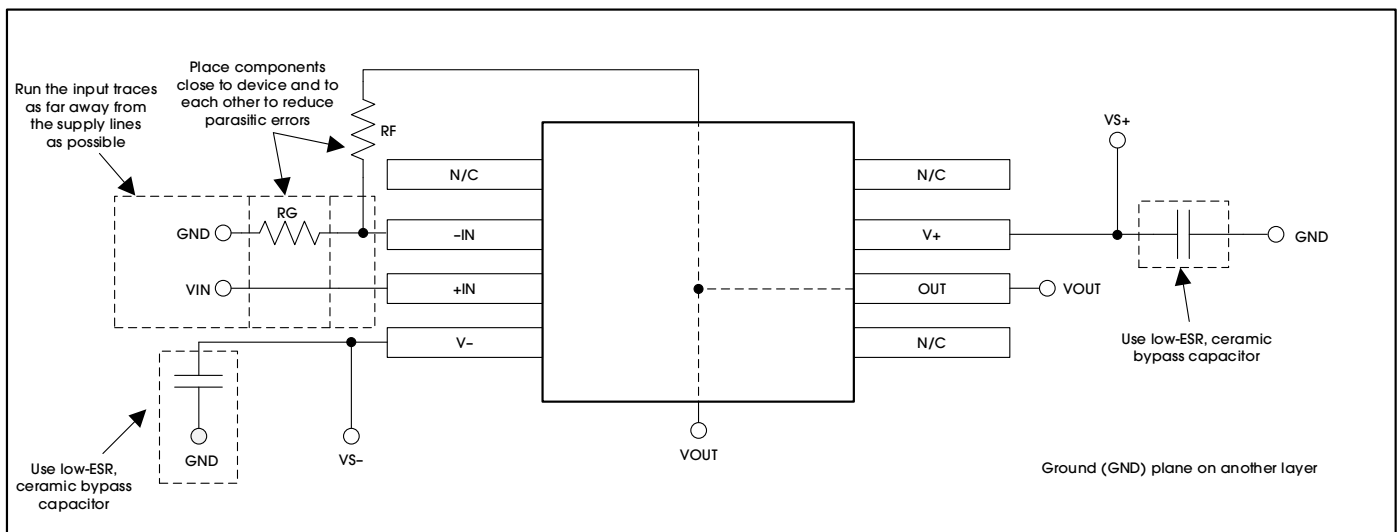 Place components
close to device and to
each other to reduce
parasitic errors
Run the input traces
as far away from
the supply lines
as possible
RF
VS+
N/C
N/C
RG
GND
–IN
V+
GND
VIN
+IN
OUT
VOUT
V–
N/C
Use low-ESR, ceramic
bypass capacitor
GND
VS–
VOUT
Use low-ESR,
ceramic bypass
capacitor
Ground (GND) plane on another layer